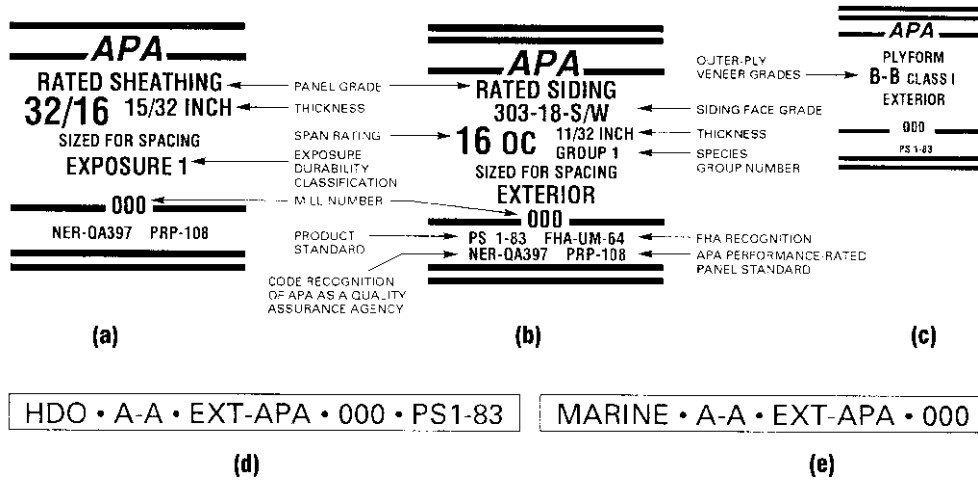 APA
RATED SHEATHING
32/16 15/32 INCH
SIZED FOR SPACING
EXPOSURE 1
000
NER-QA397 PRP-108
(a)
PANEL GRADE
THICKNESS
SPAN RATING
EXPOSURE
DURABILITY
CLASSIFICATION
MILL NUMBER
PRODUCT
STANDARD
CODE RECOGNITION
OF APA AS A QUALITY
ASSURANCE AGENCY
APA
RATED SIDING
303-18-S/W
16 OC 11/32 INCH
GROUP 1
SIZED FOR SPACING
EXTERIOR
000
PS 1-83 FHA-UM-64
NER-QA397 PRP-108
(b)
OUTER-PLY
VENEER GRADES
SIDING FACE GRADE
THICKNESS
SPECIES
GROUP NUMBER
FHA RECOGNITION
APA PERFORMANCE-RATED
PANEL STANDARD
APA
PLYFORM
B-B CLASS I
EXTERIOR
000
PS 1-83
(c)
HDO • A-A • EXT-APA • 000 • PS1-83
(d)
MARINE • A-A • EXT-APA • 000
(e)